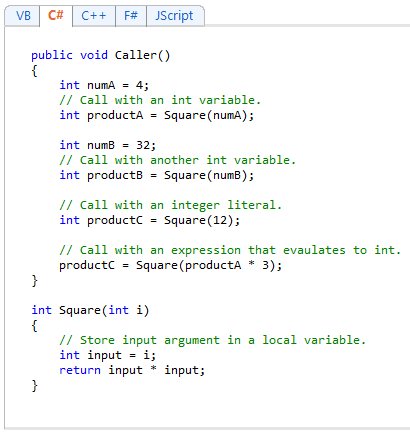 VB C# C++ F# JScript
public void Caller()
{
    int numA = 4;
    // Call with an int variable.
    int productA = Square(numA);

    int numB = 32;
    // Call with another int variable.
    int productB = Square(numB);

    // Call with an integer literal.
    int productC = Square(12);

    // Call with an expression that evaulates to int.
    productC = Square(productA * 3);
}

int Square(int i)
{
    // Store input argument in a local variable.
    int input = i;
    return input * input;
}